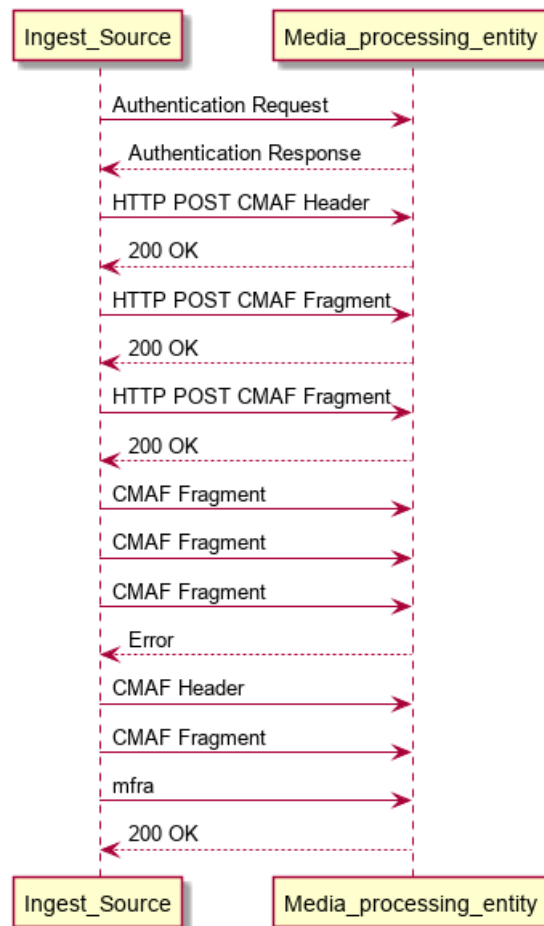 Ingest_Source Media_processing_entity
Authentication Request
Authentication Response
HTTP POST CMAF Header
200 OK
HTTP POST CMAF Fragment
200 OK
HTTP POST CMAF Fragment
200 OK
CMAF Fragment
CMAF Fragment
CMAF Fragment
Error
CMAF Header
CMAF Fragment
mfra
200 OK
Ingest_Source Media_processing_entity